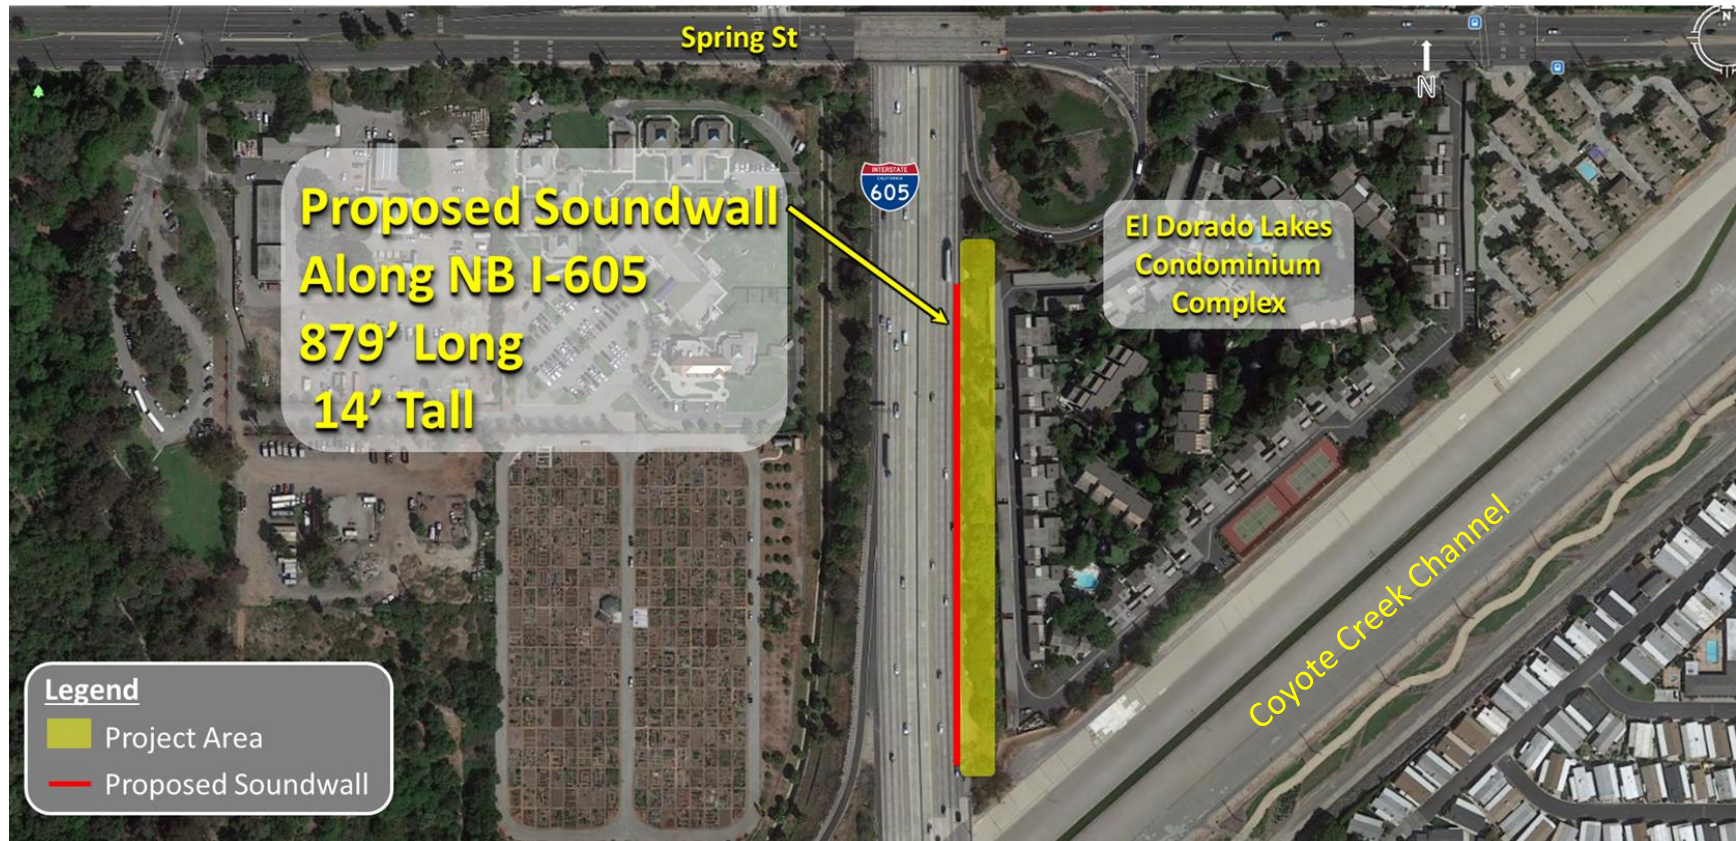 Spring St
N
N
INTERSTATE
CALIFORNIA
605
Proposed Soundwall
Along NB I-605
879’ Long
14’ Tall
El Dorado Lakes
Condominium
Complex
Coyote Creek Channel
Legend
Project Area
Proposed Soundwall